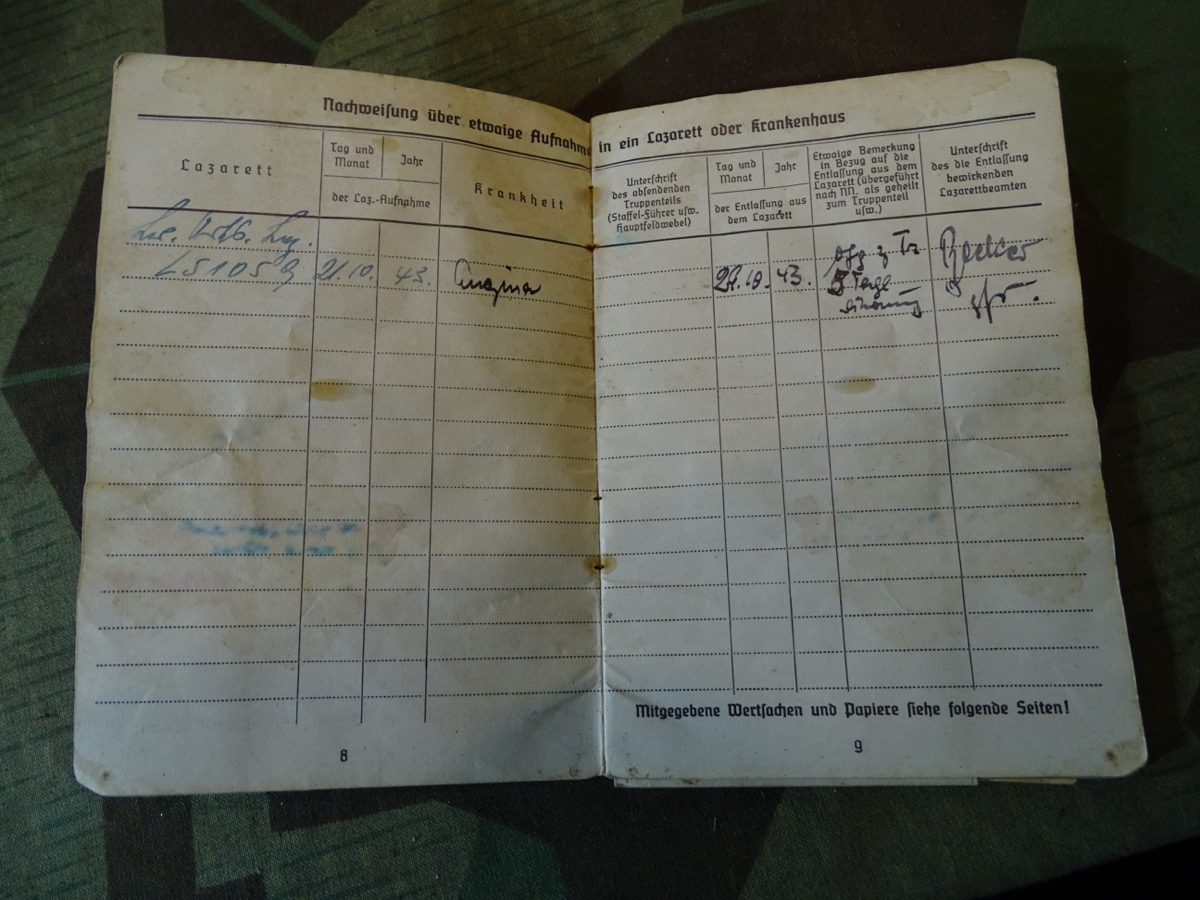 Nachweisung über etwaige Aufnahme in ein Lazarett oder Krankenhaus
Lazarett
Tag und Monat
Jahr
der Laz.-Aufnahme
Krankheit
Unterschrift
des absendenden
Truppenteils
(Staffel-Führer usw.
Hauptfeldwebel)
Tag und Monat
Jahr
der Entlassung aus
dem Lazarett
Etwaige Bemerkung
in Bezug auf die
Entlassung aus dem
Lazarett (übergeführt
nach NN. als geheilt
zum Truppenteil
usw.)
Unterschrift
des die Entlassung
bewirkenden
Lazarettbeamten
21.10. 43. Angina 43.
Mitgegebene Wertsachen und Papiere siehe folgende Seiten!
8
9